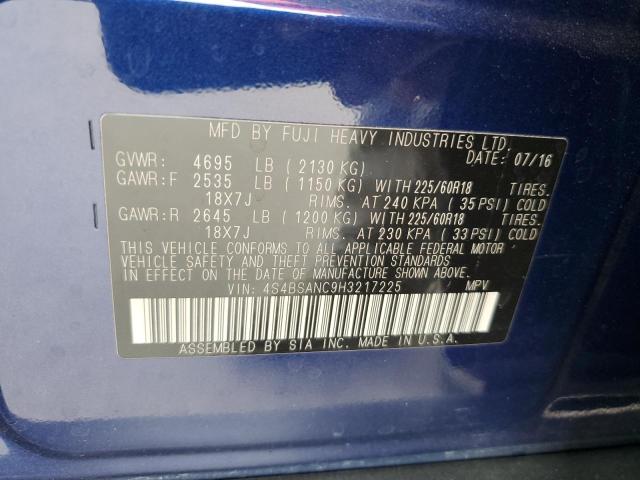 MFD BY FUJI HEAVY INDUSTRIES LTD.
DATE: 07/16
GVWR: 4695 LB ( 2130 KG)
GAWR:F 2535 LB ( 1150 KG) WITH 225/60R18 TIRES.
18X7J RIMS. AT 240 KPA ( 35 PSI) COLD
GAWR:R 2645 LB ( 1200 KG) WITH 225/60R18 TIRES.
18X7J RIMS. AT 230 KPA ( 33 PSI) COLD
THIS VEHICLE CONFORMS TO ALL APPLICABLE FEDERAL MOTOR
VEHICLE SAFETY AND THEFT PREVENTION STANDARDS
IN EFFECT ON THE DATE OF MANUFACTURE SHOWN ABOVE.
VIN: 4S4BSANC9H3217225 MPV
ASSEMBLED BY SIA INC. MADE IN U.S.A.